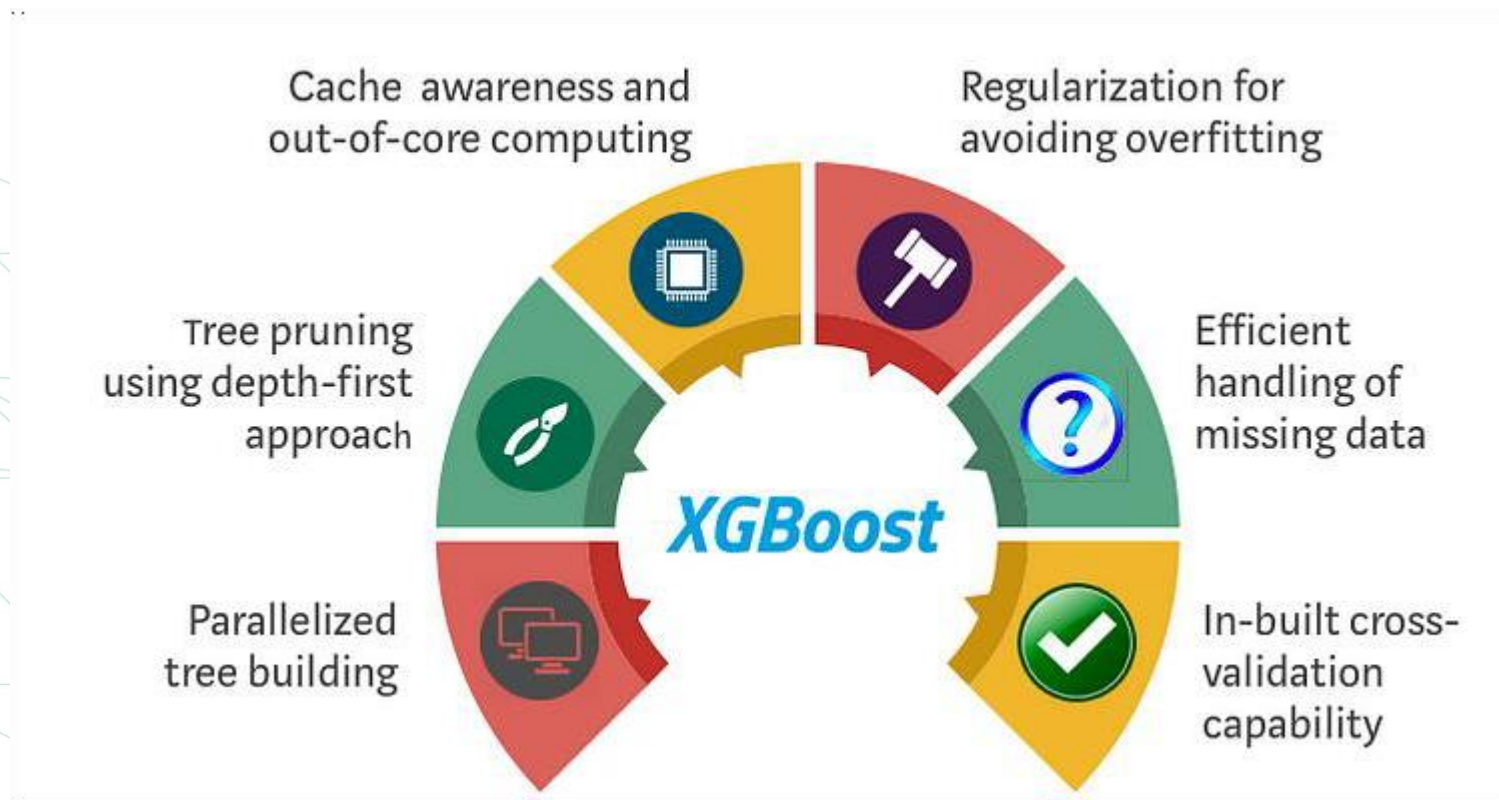 Cache awareness and
out-of-core computing
Regularization for
avoiding overfitting
Tree pruning
using depth-first
approach
Efficient
handling of
missing data
XGBoost
Parallelized
tree building
In-built cross-
validation
capability